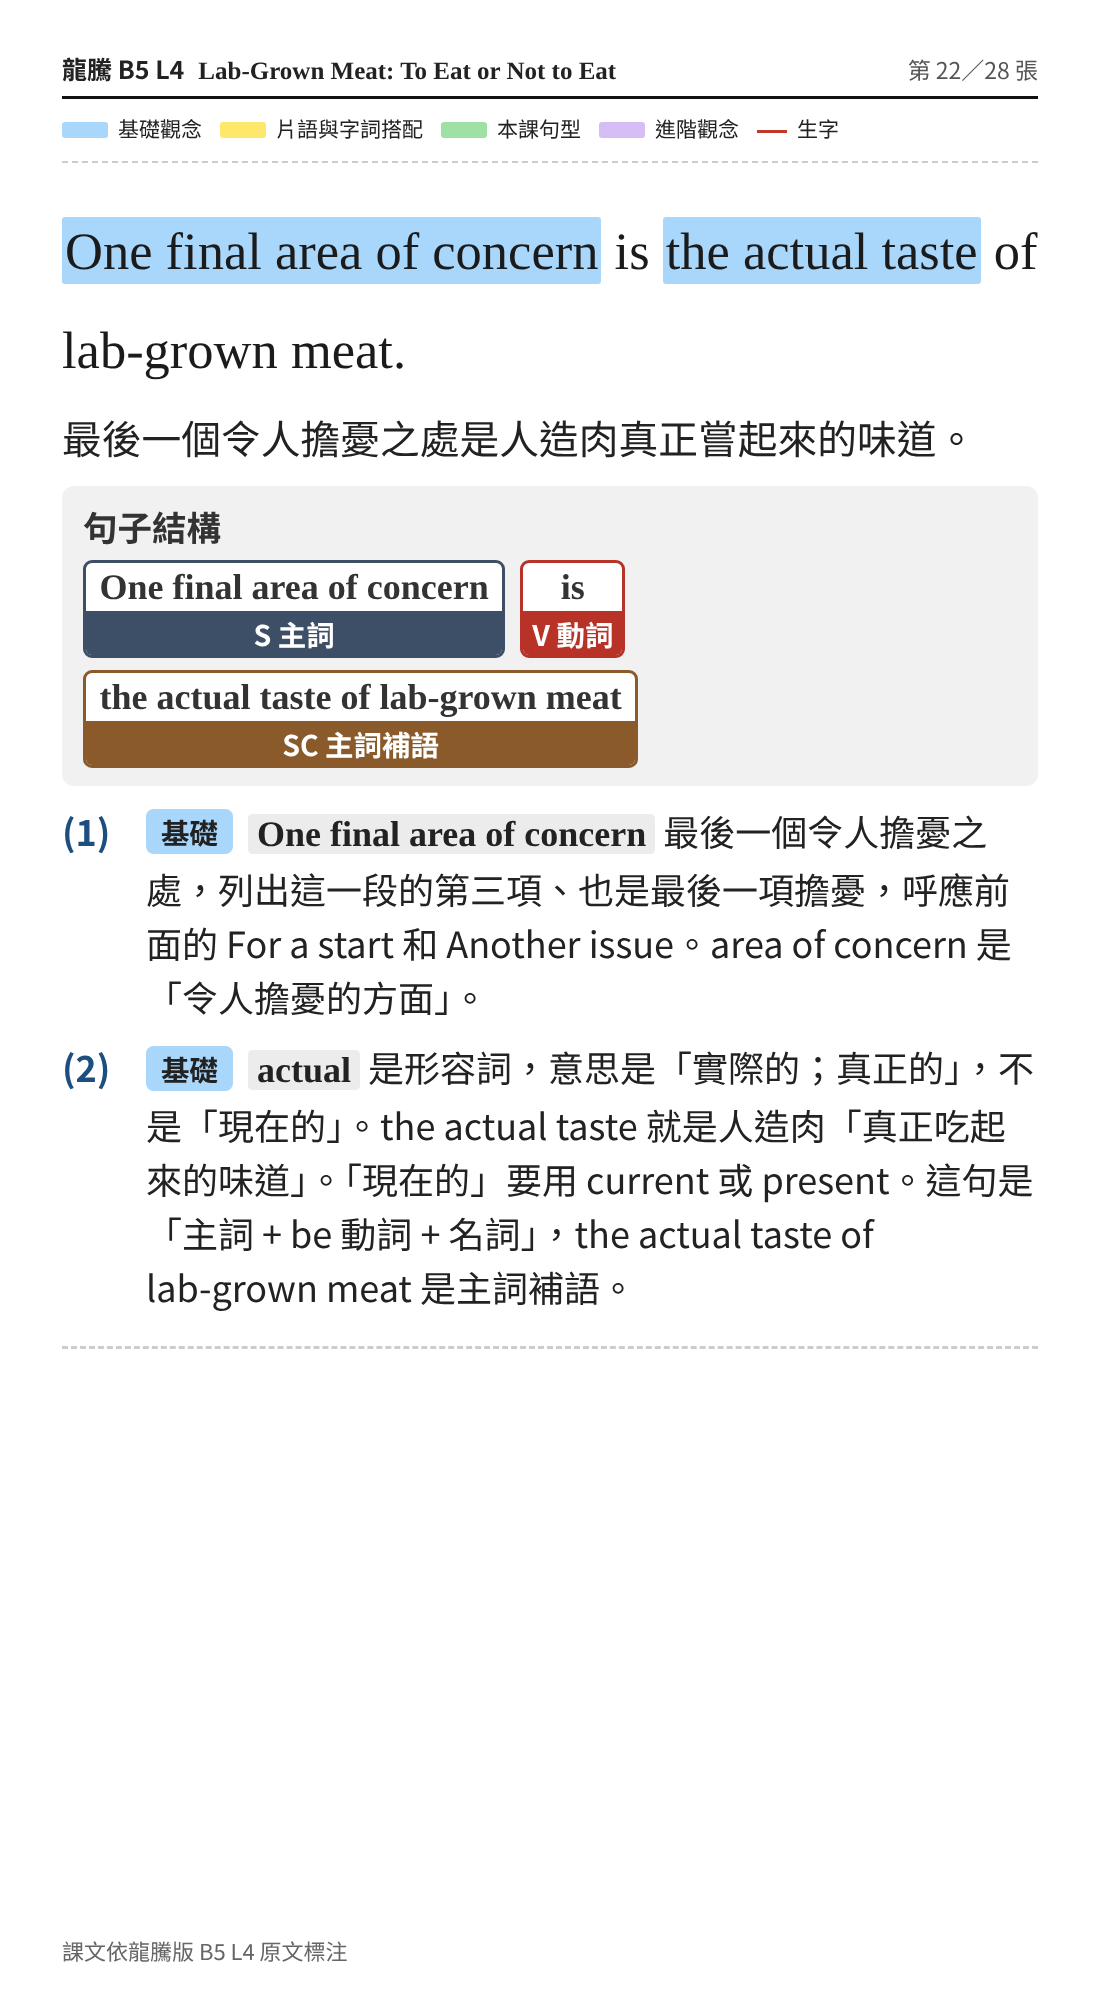 龍騰 B5 L4 Lab-Grown Meat: To Eat or Not to Eat 第 22／28 張
基礎觀念 片語與字詞搭配 本課句型 進階觀念 生字
One final area of concern is the actual taste of
lab-grown meat.
最後一個令人擔憂之處是人造肉真正嘗起來的味道。
句子結構
One final area of concern is
S 主詞 V 動詞
the actual taste of lab-grown meat
SC 主詞補語
(1) 基礎 One final area of concern 最後一個令人擔憂之
處，列出這一段的第三項、也是最後一項擔憂，呼應前
面的 For a start 和 Another issue。area of concern 是
「令人擔憂的方面」。
(2) 基礎 actual 是形容詞，意思是「實際的；真正的」，不
是「現在的」。the actual taste 就是人造肉「真正吃起
來的味道」。「現在的」要用 current 或 present。這句是
「主詞 + be 動詞 + 名詞」，the actual taste of
lab-grown meat 是主詞補語。
課文依龍騰版 B5 L4 原文標注